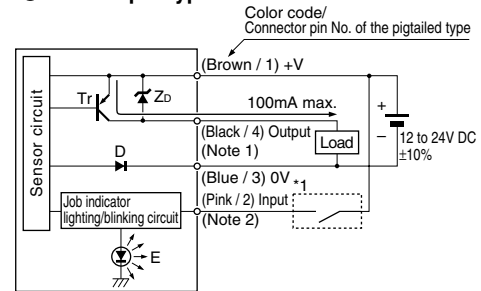 Color code/
Connector pin No. of the pigtailed type
(Brown / 1) +V
Tr
ZD
100mA max.
Sensor circuit
(Black / 4) Output
(Note 1)
Load
+
–
12 to 24V DC
±10%
D
(Blue / 3) 0V
*1
Job indicator
lighting/blinking circuit
(Pink / 2) Input
(Note 2)
E